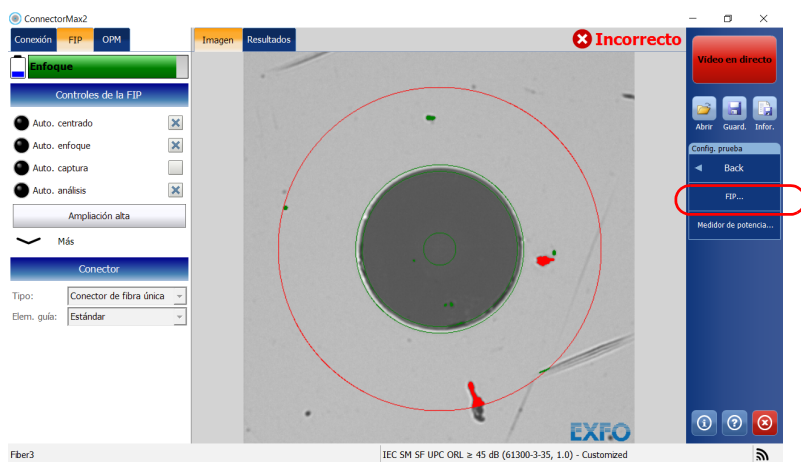 ConnectorMax2
Conexión FIP OPM
Enfoque
Controles de la FIP
Auto. centrado
Auto. enfoque
Auto. captura
Auto. análisis
Ampliación alta
Más
Conector
Tipo: Conector de fibra única
Elem. guía: Estándar
Imagen Resultados
Incorrecto
EXFO
Vídeo en directo
Abrir Guard. Infor.
Config. prueba
Back
FIP...
Medidor de potencia...
Fiber3
IEC SM SF UPC ORL ≥ 45 dB (61300-3-35, 1.0) - Customized